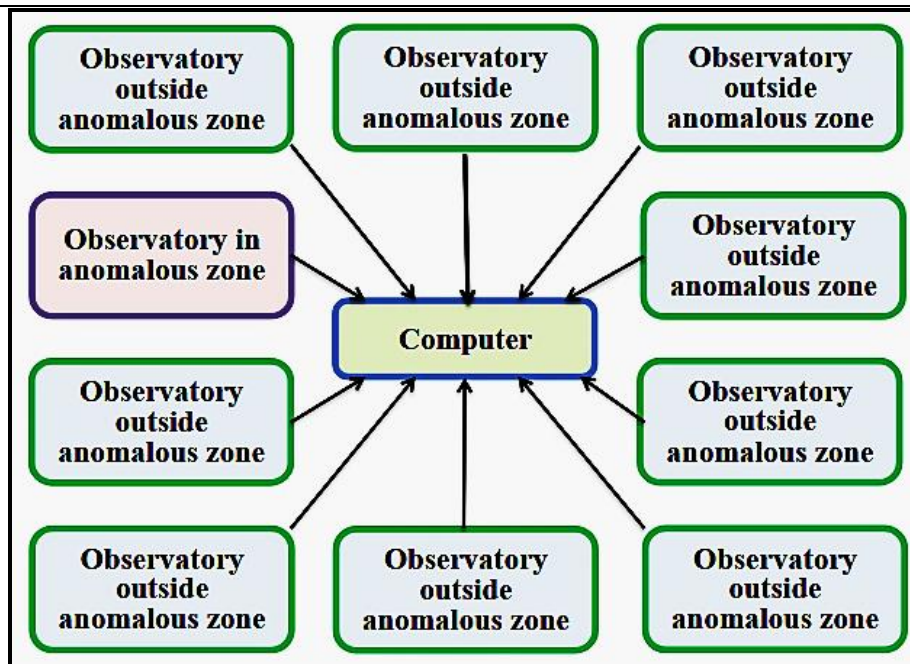 Observatory
outside
anomalous zone
Observatory
outside
anomalous zone
Observatory
outside
anomalous zone
Observatory in
anomalous zone
Observatory
outside
anomalous zone
Computer
Observatory
outside
anomalous zone
Observatory
outside
anomalous zone
Observatory
outside
anomalous zone
Observatory
outside
anomalous zone
Observatory
outside
anomalous zone